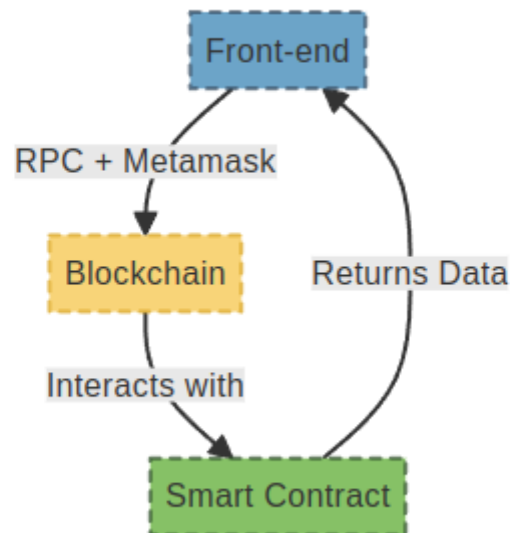 Front-end
RPC + Metamask
Blockchain
Returns Data
Interacts with
Smart Contract